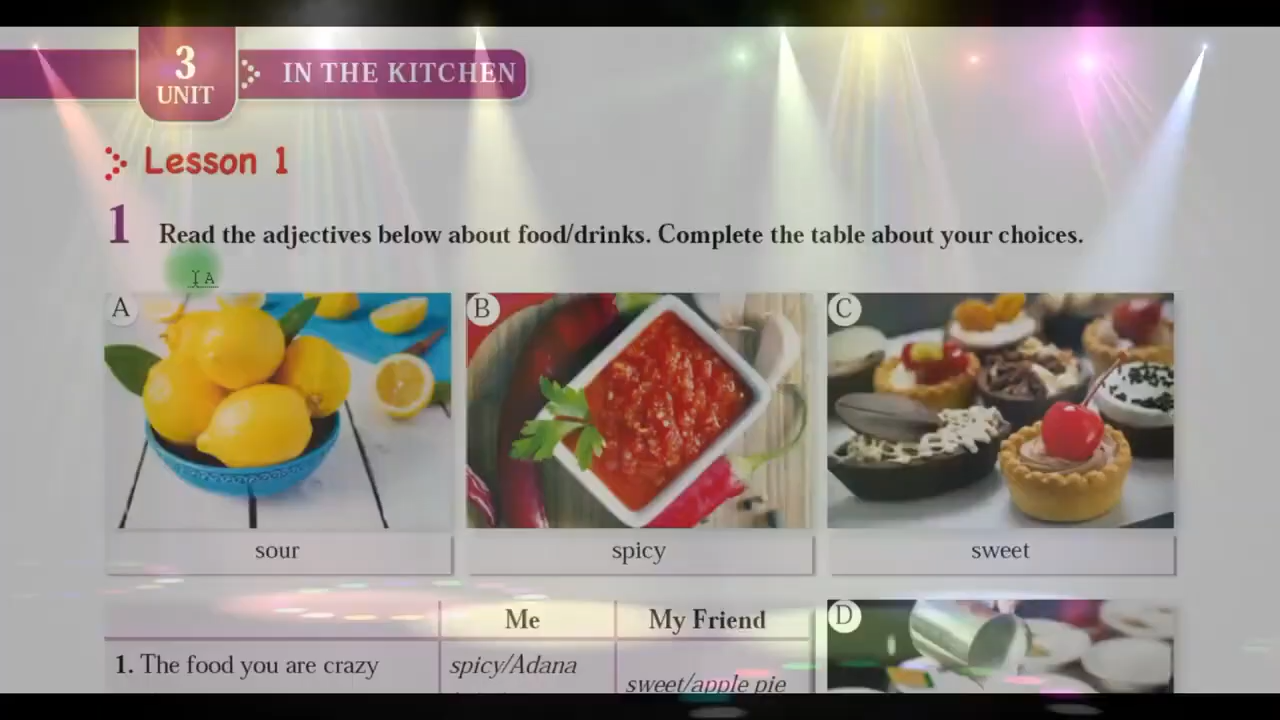 3
UNIT
IN THE KITCHEN
Lesson 1
1 Read the adjectives below about food/drinks. Complete the table about your choices.
A
A B C
sour spicy sweet
Me My Friend D
1. The food you are crazy spicy/Adana
sweet/apple pie